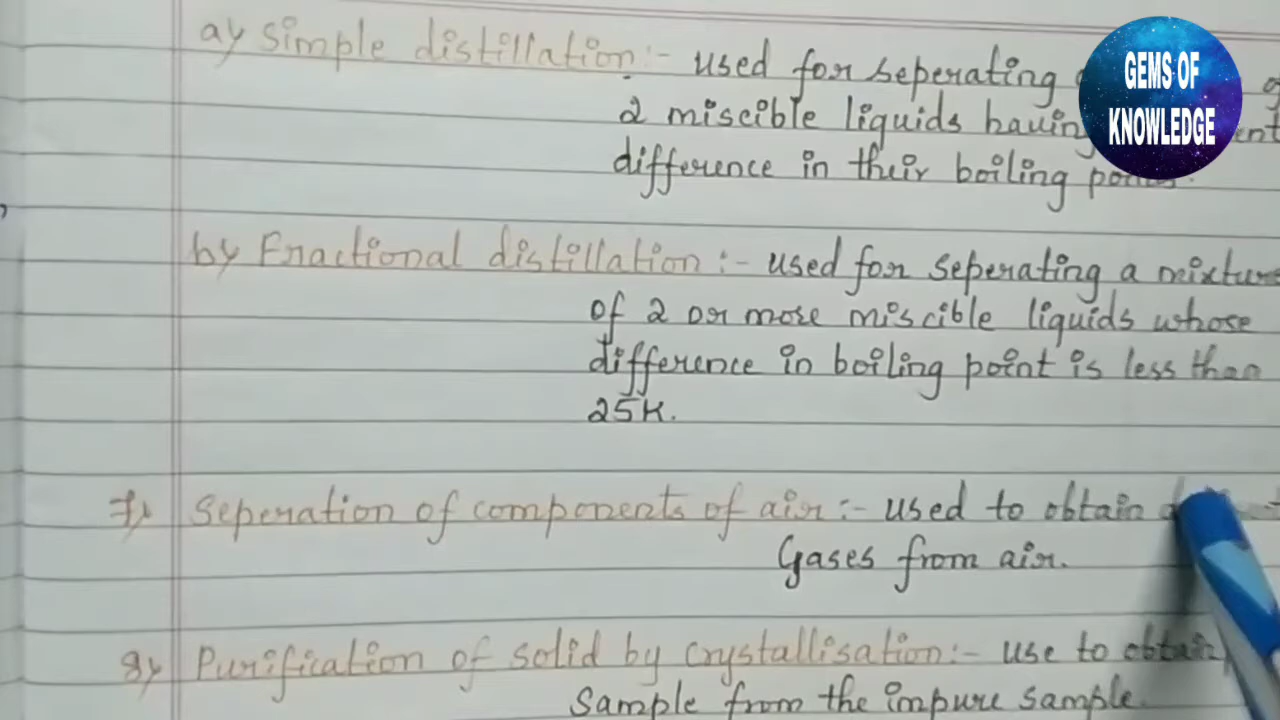 a) Simple distillation :- used for seperating
2 miscible liquids having
difference in their boiling
b) Fractional distillation :- used for seperating a mixture
of 2 or more miscible liquids whose
difference in boiling point is less than
25K.
7) Seperation of components of air :- used to obtain
Gases from air.
8) Purification of solid by crystallisation :- use to obtain
sample from the impure sample.
GEMS OF
KNOWLEDGE